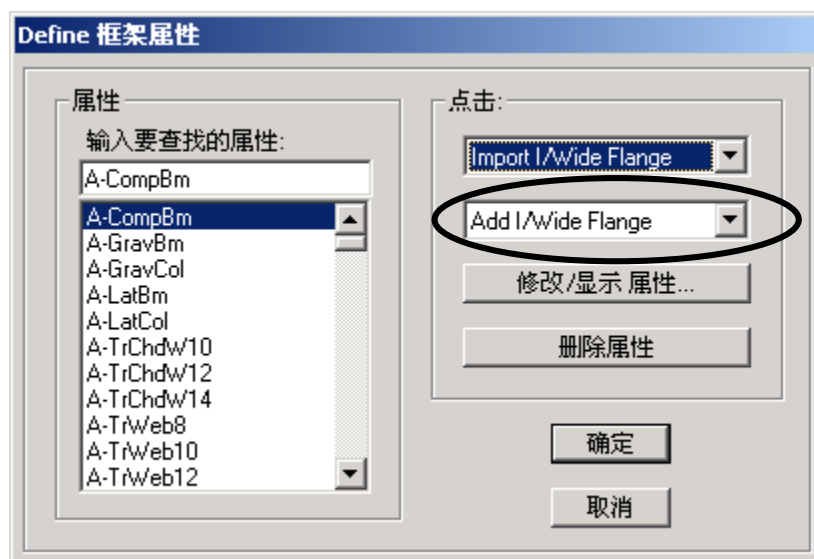 Define 框架属性
属性
输入要查找的属性:
A-CompBm
A-CompBm
A-GravBm
A-GravCol
A-LatBm
A-LatCol
A-TrChdW10
A-TrChdW12
A-TrChdW14
A-TrWeb8
A-TrWeb10
A-TrWeb12
点击:
Import I/Wide Flange
Add I/Wide Flange
修改/显示 属性...
删除属性
确定
取消